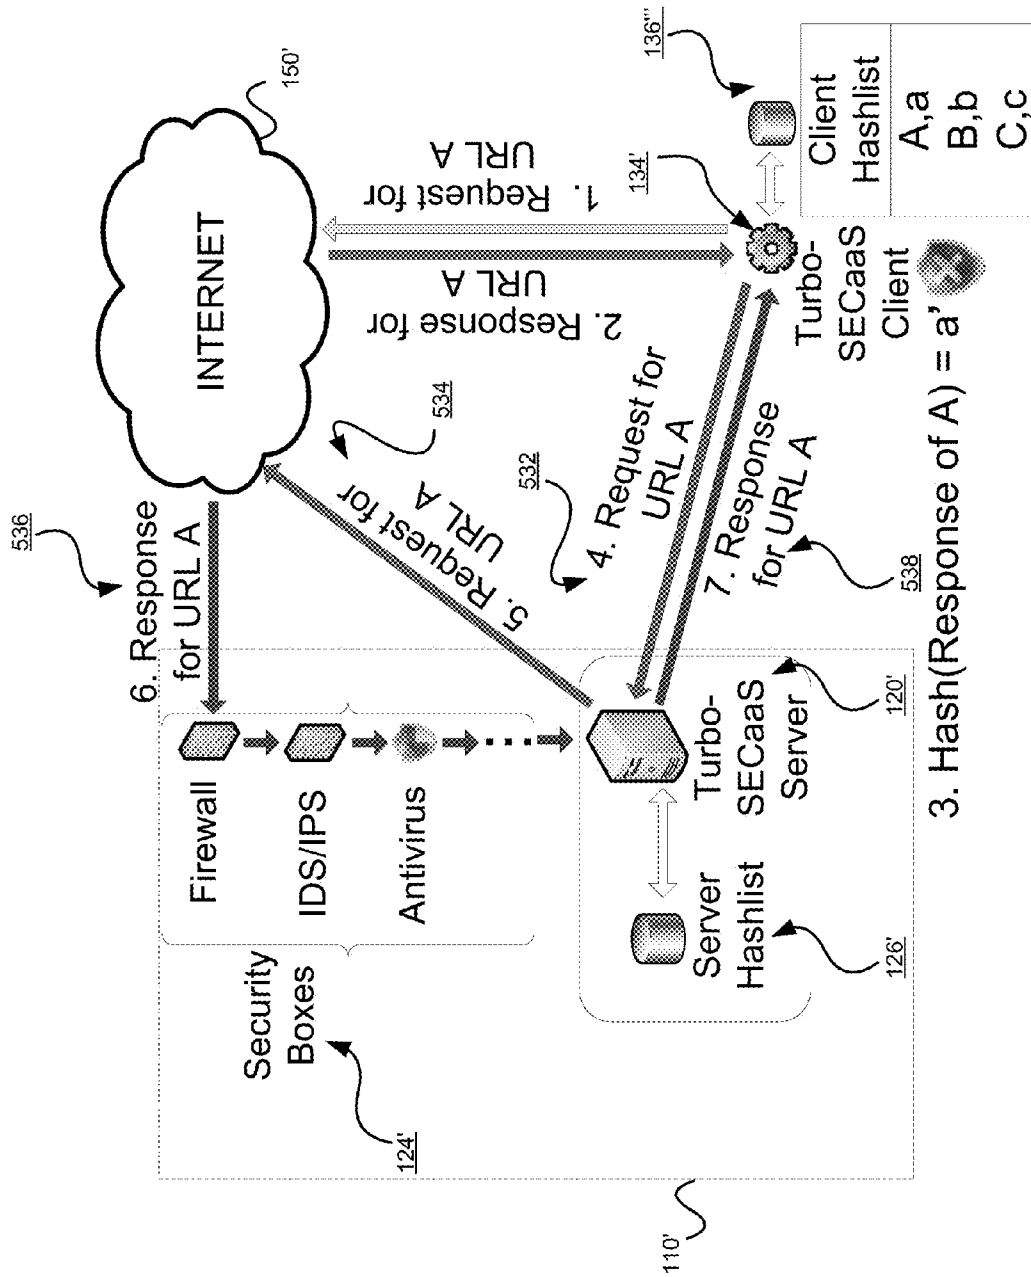 INTERNET
150'
1. Request for
URL A
2. Response for
URL A
534
5. Request for
URL A
536
6. Response
for URL A
Firewall
IDS/IPS
Antivirus
Security
Boxes
124'
110'
532
4. Request for
URL A
7. Response
for URL A
538
Turbo-
SECaaS
Server
120'
Server
Hashlist
126'
134'
136""
Turbo-
SECaaS
Client
Client
Hashlist
A,a
B,b
C,c
3. Hash(Response of A) = a'